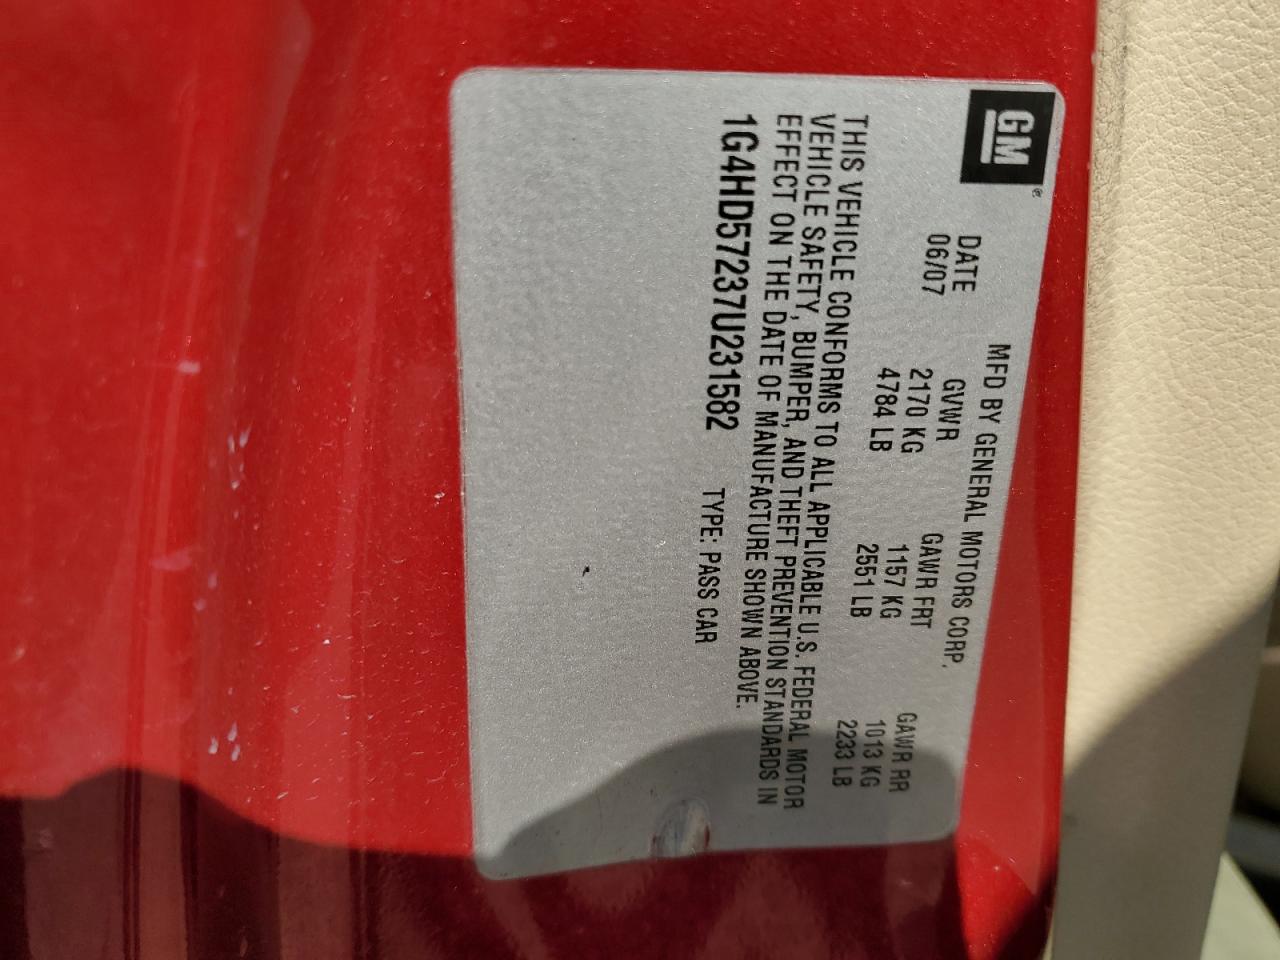 GM
MFD BY GENERAL MOTORS CORP.
DATE GVWR GAWR FRT GAWR RR
06/07 2170 KG 1157 KG 1013 KG
4784 LB 2551 LB 2233 LB
THIS VEHICLE CONFORMS TO ALL APPLICABLE U.S. FEDERAL MOTOR
VEHICLE SAFETY, BUMPER, AND THEFT PREVENTION STANDARDS IN
EFFECT ON THE DATE OF MANUFACTURE SHOWN ABOVE.
1G4HD57237U231582 TYPE: PASS CAR